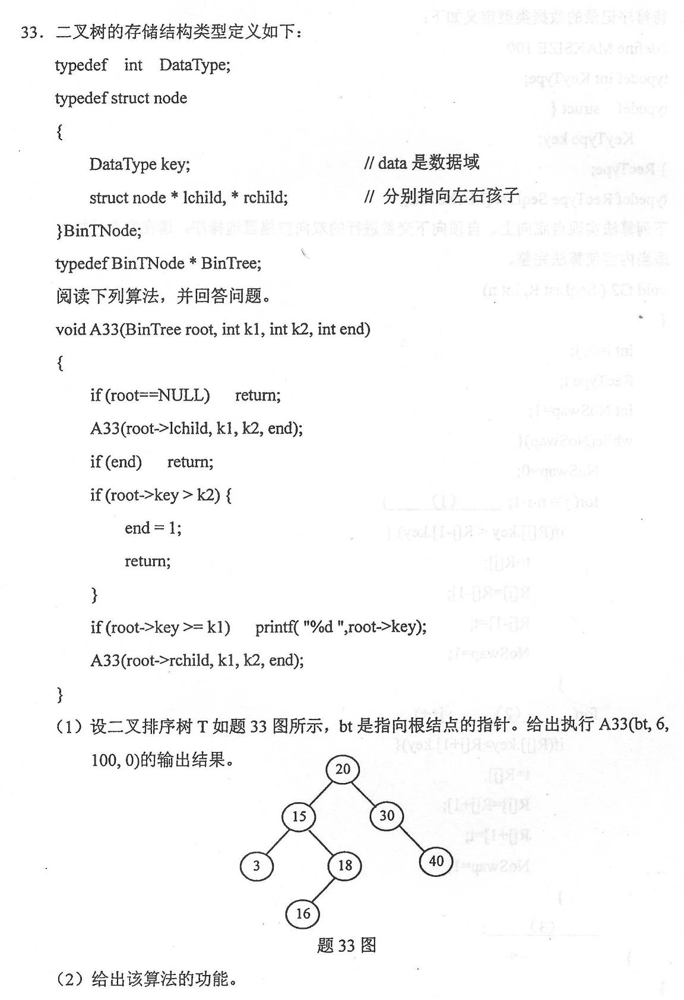 33. 二叉树的存储结构类型定义如下：
typedef int DataType;
typedef struct node
{
DataType key; // data 是数据域
struct node * lchild, * rchild; // 分别指向左右孩子
}BinTNode;
typedef BinTNode * BinTree;
阅读下列算法，并回答问题。
void A33(BinTree root, int k1, int k2, int end)
{
if (root==NULL) return;
A33(root->lchild, k1, k2, end);
if (end) return;
if (root->key > k2) {
end = 1;
return;
}
if (root->key >= k1) printf( "%d ",root->key);
A33(root->rchild, k1, k2, end);
}
（1）设二叉排序树 T 如题 33 图所示，bt 是指向根结点的指针。给出执行 A33(bt, 6,
100, 0)的输出结果。
20
15 30
3 18 40
16
题 33 图
（2）给出该算法的功能。